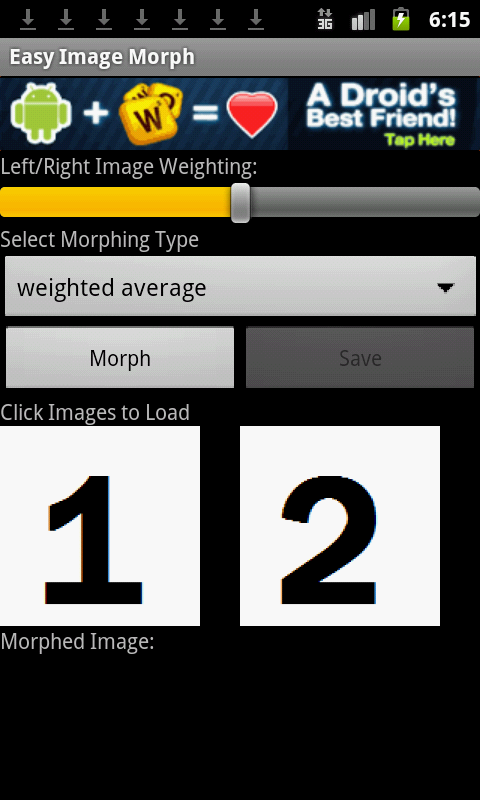 3G 6:15
Easy Image Morph
+ W = A Droid's
Best Friend!
Tap Here
Left/Right Image Weighting:
Select Morphing Type
weighted average
Morph Save
Click Images to Load
1 2
Morphed Image: